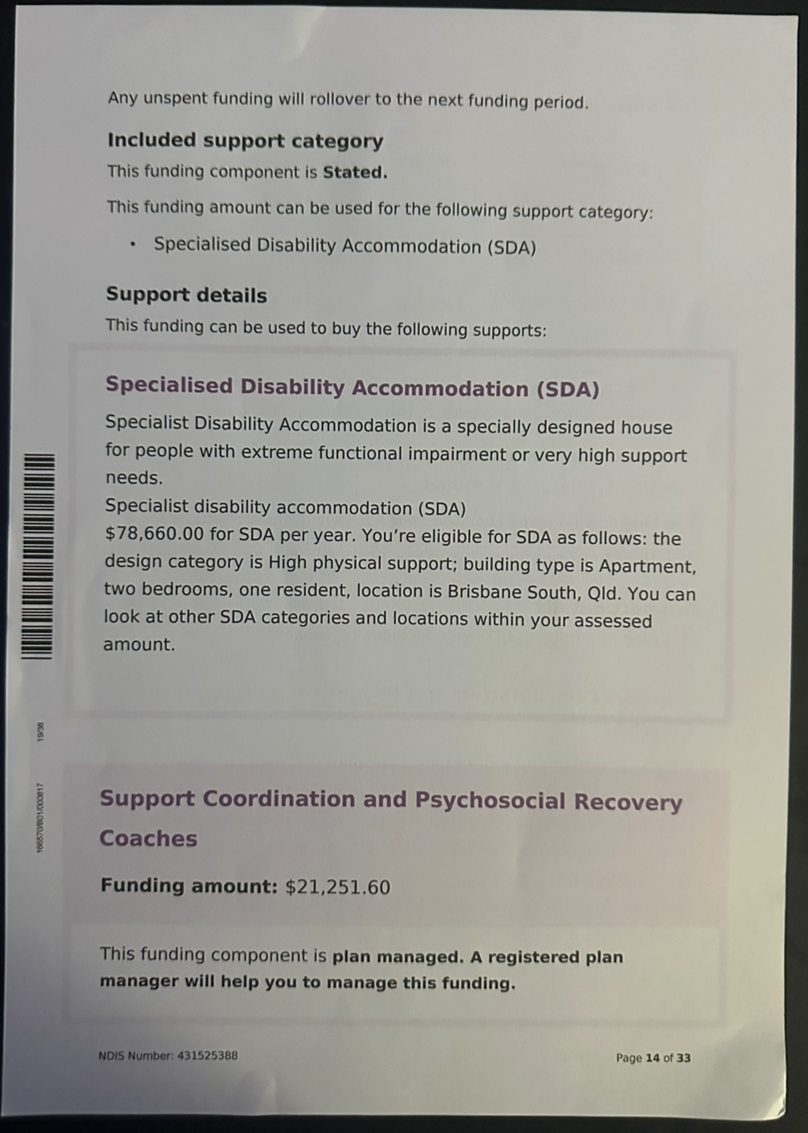 Any unspent funding will rollover to the next funding period.
Included support category
This funding component is Stated.
This funding amount can be used for the following support category:
• Specialised Disability Accommodation (SDA)
Support details
This funding can be used to buy the following supports:
Specialised Disability Accommodation (SDA)
Specialist Disability Accommodation is a specially designed house
for people with extreme functional impairment or very high support
needs.
Specialist disability accommodation (SDA)
$78,660.00 for SDA per year. You’re eligible for SDA as follows: the
design category is High physical support; building type is Apartment,
two bedrooms, one resident, location is Brisbane South, Qld. You can
look at other SDA categories and locations within your assessed
amount.
19/38
166570/B01/000817
Support Coordination and Psychosocial Recovery
Coaches
Funding amount: $21,251.60
This funding component is plan managed. A registered plan
manager will help you to manage this funding.
NDIS Number: 431525388
Page 14 of 33